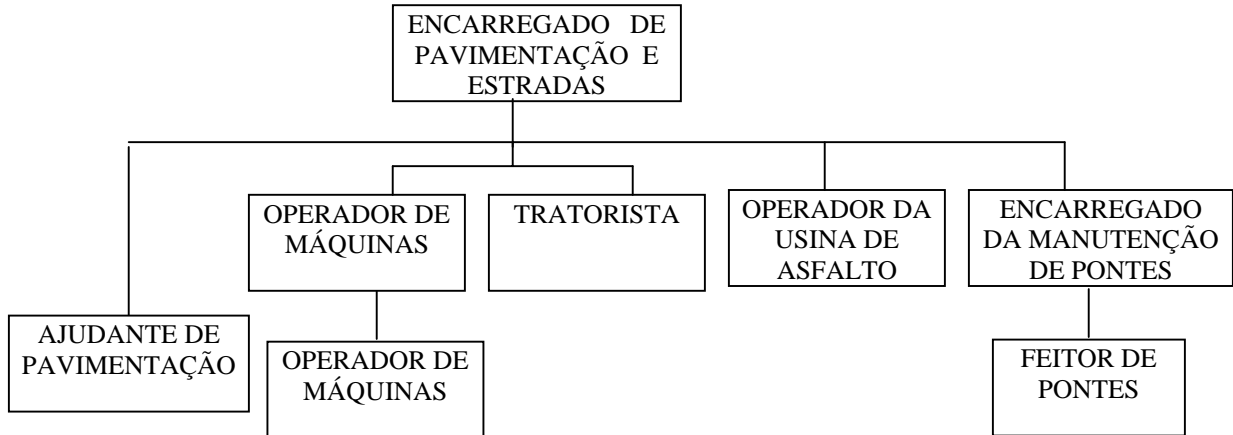 ENCARREGADO DE
PAVIMENTAÇÃO E
ESTRADAS
OPERADOR DE
MÁQUINAS
TRATORISTA
OPERADOR DA
USINA DE
ASFALTO
ENCARREGADO
DA MANUTENÇÃO
DE PONTES
AJUDANTE DE
PAVIMENTAÇÃO
OPERADOR DE
MÁQUINAS
FEITOR DE
PONTES